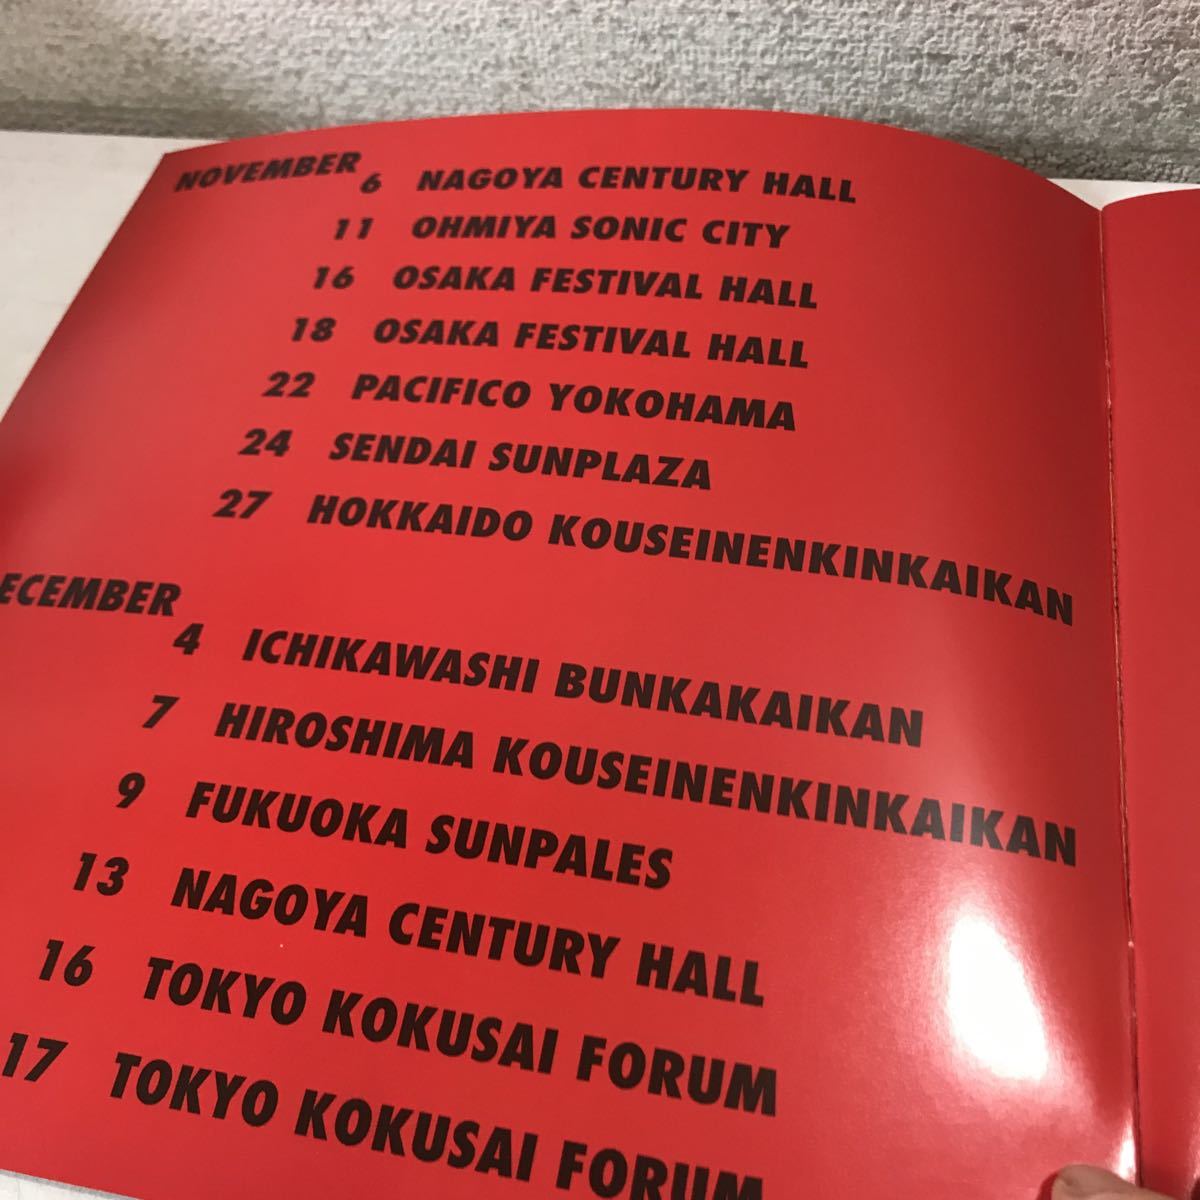 NOVEMBER
6 NAGOYA CENTURY HALL
11 OHMIYA SONIC CITY
16 OSAKA FESTIVAL HALL
18 OSAKA FESTIVAL HALL
22 PACIFICO YOKOHAMA
24 SENDAI SUNPLAZA
27 HOKKAIDO KOUSEINENKINKAIKAN
ECEMBER
4 ICHIKAWASHI BUNKAKAIKAN
7 HIROSHIMA KOUSEINENKINKAIKAN
9 FUKUOKA SUNPALES
13 NAGOYA CENTURY HALL
16 TOKYO KOKUSAI FORUM
17 TOKYO KOKUSAI FORUM